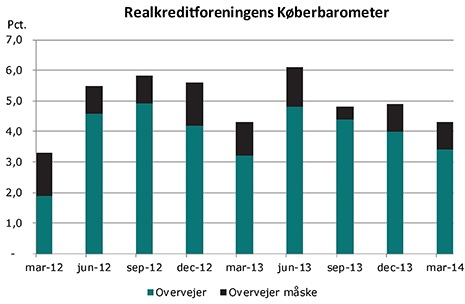 Realkreditforeningens Køberbarometer
Pct.
7,0
6,0
5,0
4,0
3,0
2,0
1,0
-
mar-12 jun-12 sep-12 dec-12 mar-13 jun-13 sep-13 dec-13 mar-14
Overvejer Overvejer måske